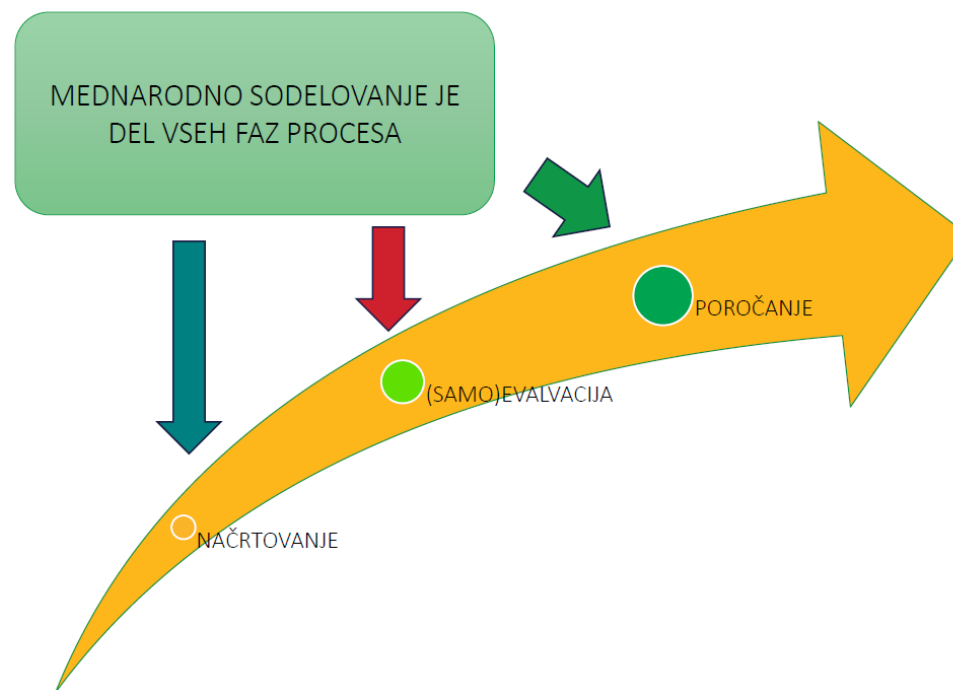 MEDNARODNO SODELOVANJE JE
DEL VSEH FAZ PROCESA
POROČANJE
(SAMO)EVALVACIJA
NAČRTOVANJE